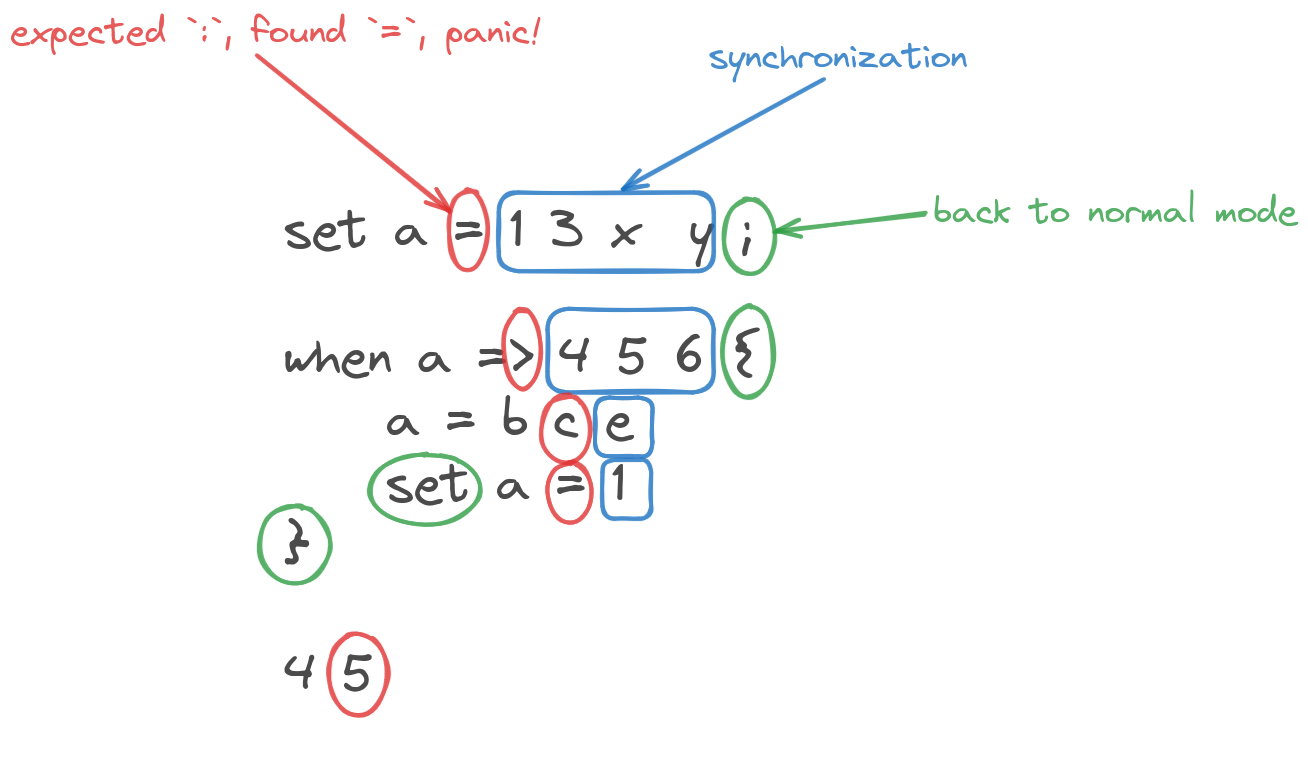 expected `:`, found `=`, panic!
synchronization
back to normal mode
set a = 1 3 x y ;
when a => 4 5 6 {
a = b c e
set a = 1
}
4 5